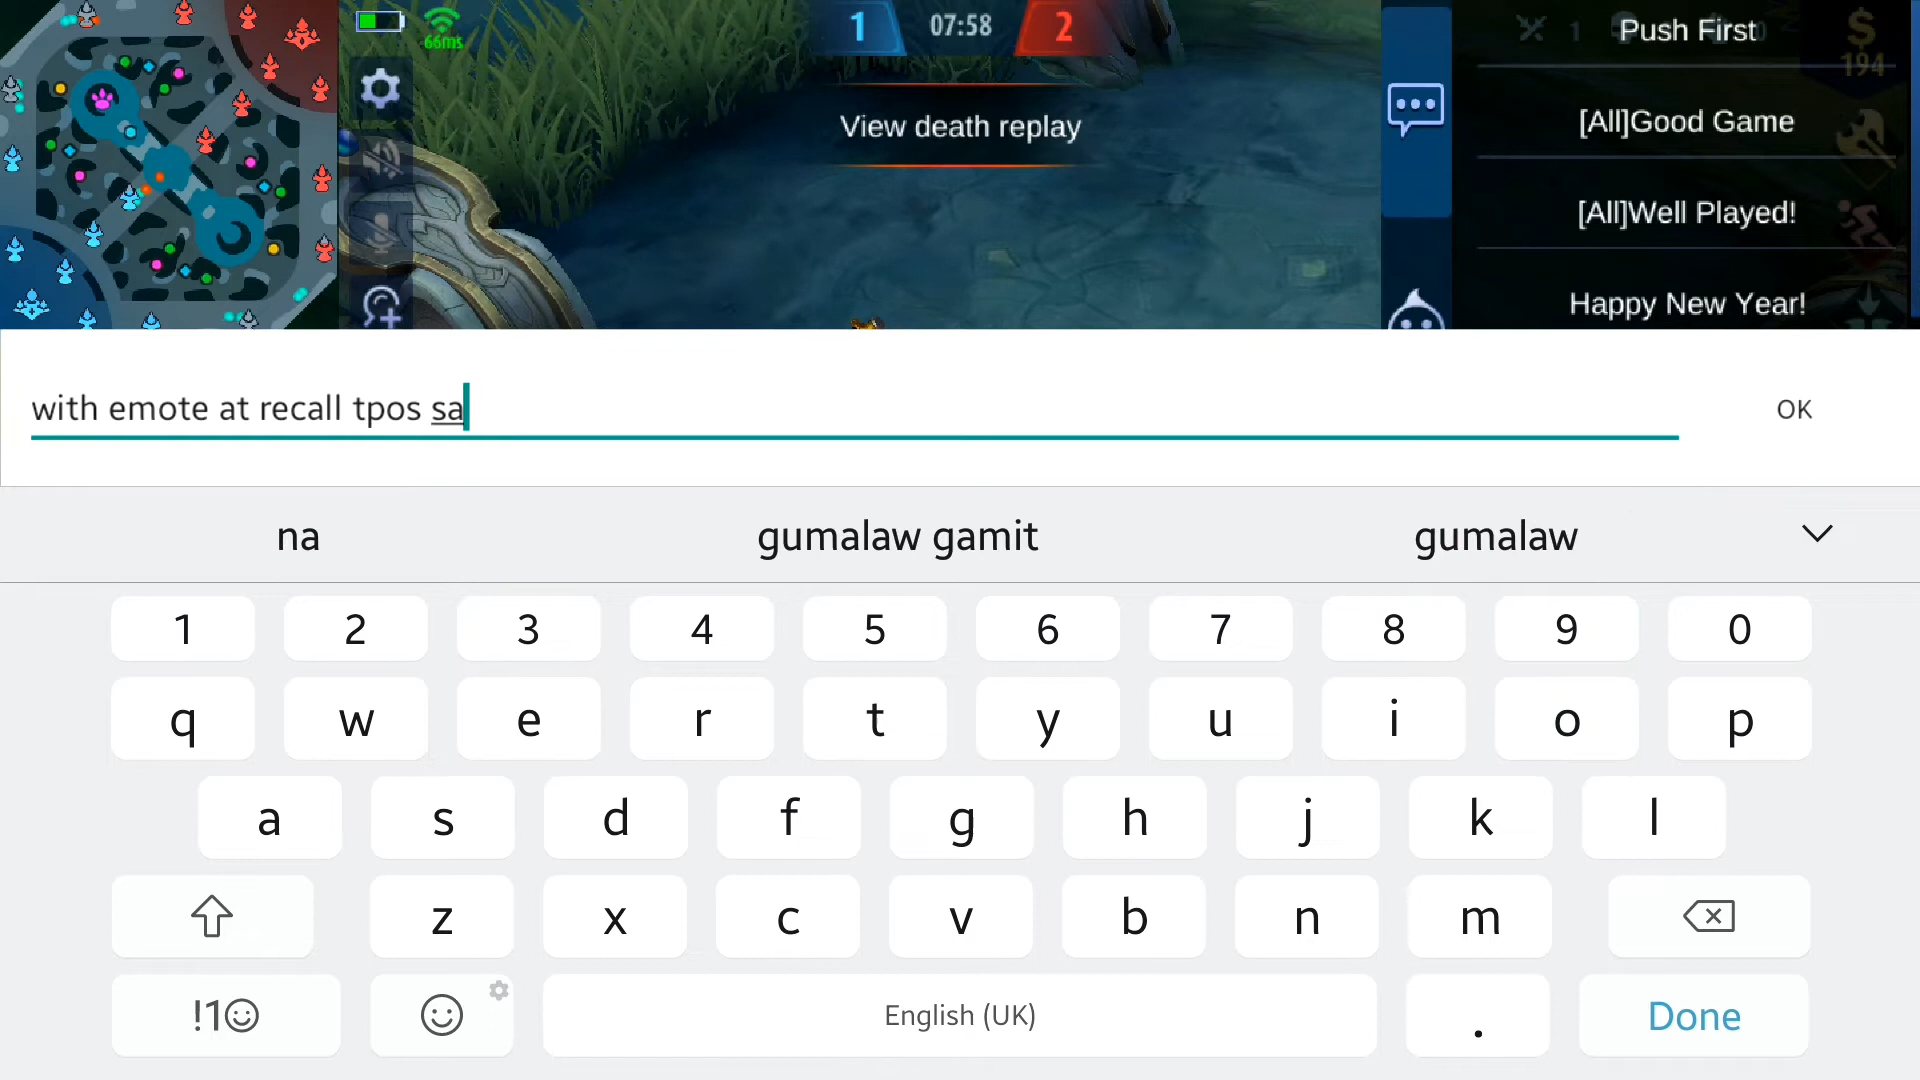 66ms
1 07:58 2
View death replay
Push First
194
[All]Good Game
[All]Well Played!
Happy New Year!
with emote at recall tpos sa
OK
na gumalaw gamit gumalaw
1 2 3 4 5 6 7 8 9 0
q w e r t y u i o p
a s d f g h j k l
z x c v b n m
!1☺ English (UK) . Done